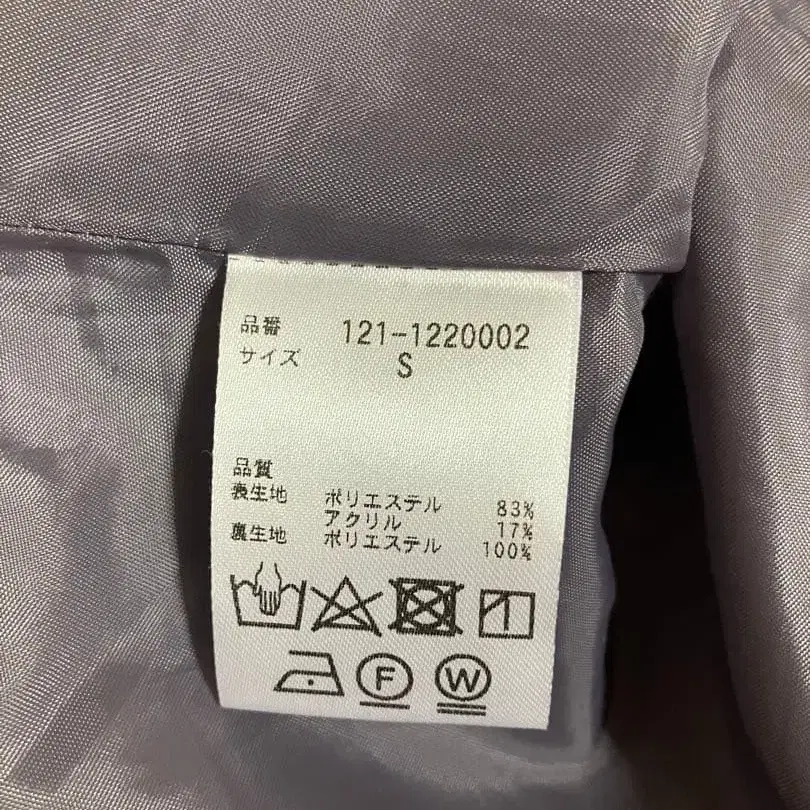 品番 121-1220002
サイズ S
品質
表生地 ポリエステル 83%
アクリル 17%
裏生地 ポリエステル 100%
F W